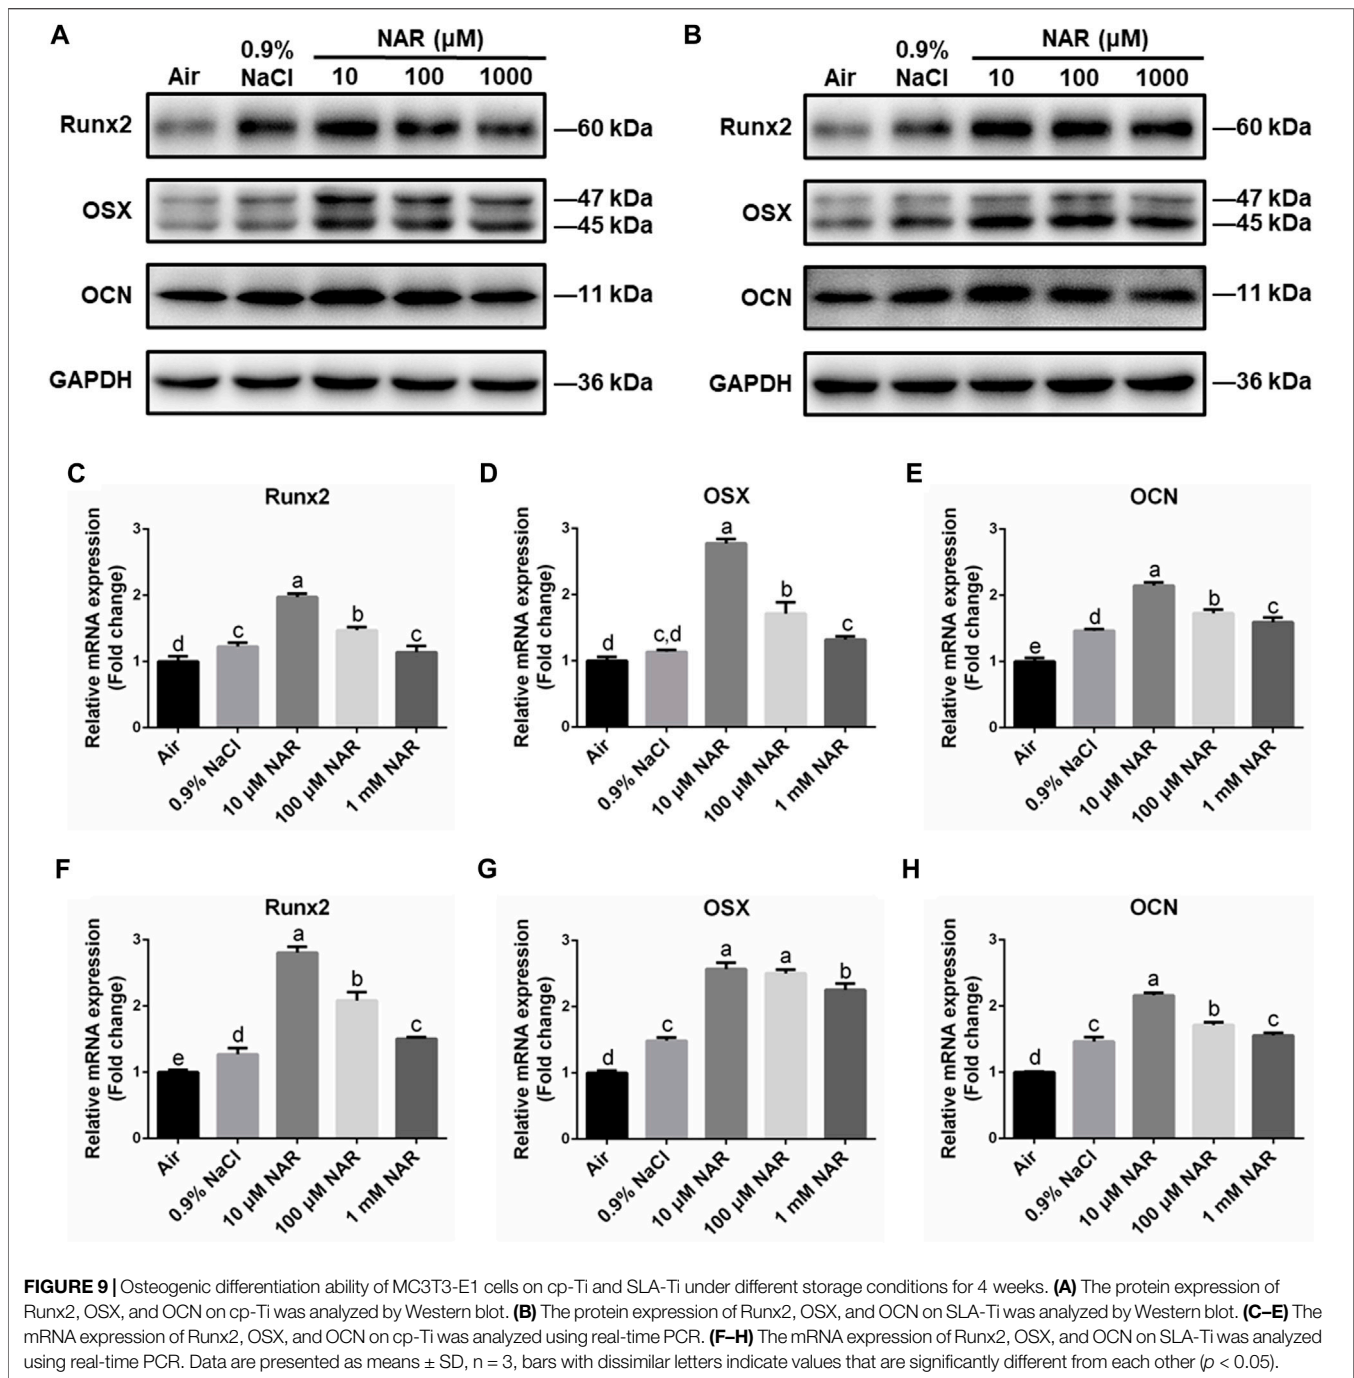 A
0.9%
NAR (µM)
Air
NaCl
10
100
1000
Runx2
—60 kDa
OSX
—47 kDa
—45 kDa
OCN
—11 kDa
GAPDH
—36 kDa
B
0.9%
NAR (µM)
Air
NaCl
10
100
1000
Runx2
—60 kDa
OSX
—47 kDa
—45 kDa
OCN
—11 kDa
GAPDH
—36 kDa
C
Runx2
Relative mRNA expression
(Fold change)
3
2
1
0
d
c
a
b
c
Air
0.9% NaCl
10 µM NAR
100 µM NAR
1 mM NAR
D
OSX
Relative mRNA expression
(Fold change)
3
2
1
0
d
c,d
a
b
c
Air
0.9% NaCl
10 µM NAR
100 µM NAR
1 mM NAR
E
OCN
Relative mRNA expression
(Fold change)
3
2
1
0
e
d
a
b
c
Air
0.9% NaCl
10 µM NAR
100 µM NAR
1 mM NAR
F
Runx2
Relative mRNA expression
(Fold change)
3
2
1
0
e
d
a
b
c
Air
0.9% NaCl
10 µM NAR
100 µM NAR
1 mM NAR
G
OSX
Relative mRNA expression
(Fold change)
3
2
1
0
d
c
a
a
b
Air
0.9% NaCl
10 µM NAR
100 µM NAR
1 mM NAR
H
OCN
Relative mRNA expression
(Fold change)
3
2
1
0
d
c
a
b
c
Air
0.9% NaCl
10 µM NAR
100 µM NAR
1 mM NAR
FIGURE 9 | Osteogenic differentiation ability of MC3T3-E1 cells on cp-Ti and SLA-Ti under different storage conditions for 4 weeks. (A) The protein expression of
Runx2, OSX, and OCN on cp-Ti was analyzed by Western blot. (B) The protein expression of Runx2, OSX, and OCN on SLA-Ti was analyzed by Western blot. (C–E) The
mRNA expression of Runx2, OSX, and OCN on cp-Ti was analyzed using real-time PCR. (F–H) The mRNA expression of Runx2, OSX, and OCN on SLA-Ti was analyzed
using real-time PCR. Data are presented as means ± SD, n = 3, bars with dissimilar letters indicate values that are significantly different from each other (p < 0.05).